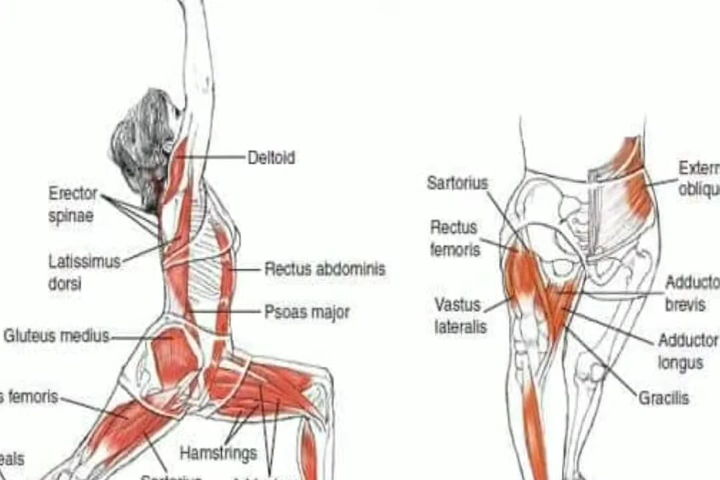 Deltoid
Erector
spinae
Latissimus
dorsi
Rectus abdominis
Psoas major
Gluteus medius
s femoris
eals
Hamstrings
Sartorius
Sartorius
Rectus
femoris
Vastus
lateralis
Extern
obliqu
Adducto
brevis
Adductor
longus
Gracilis